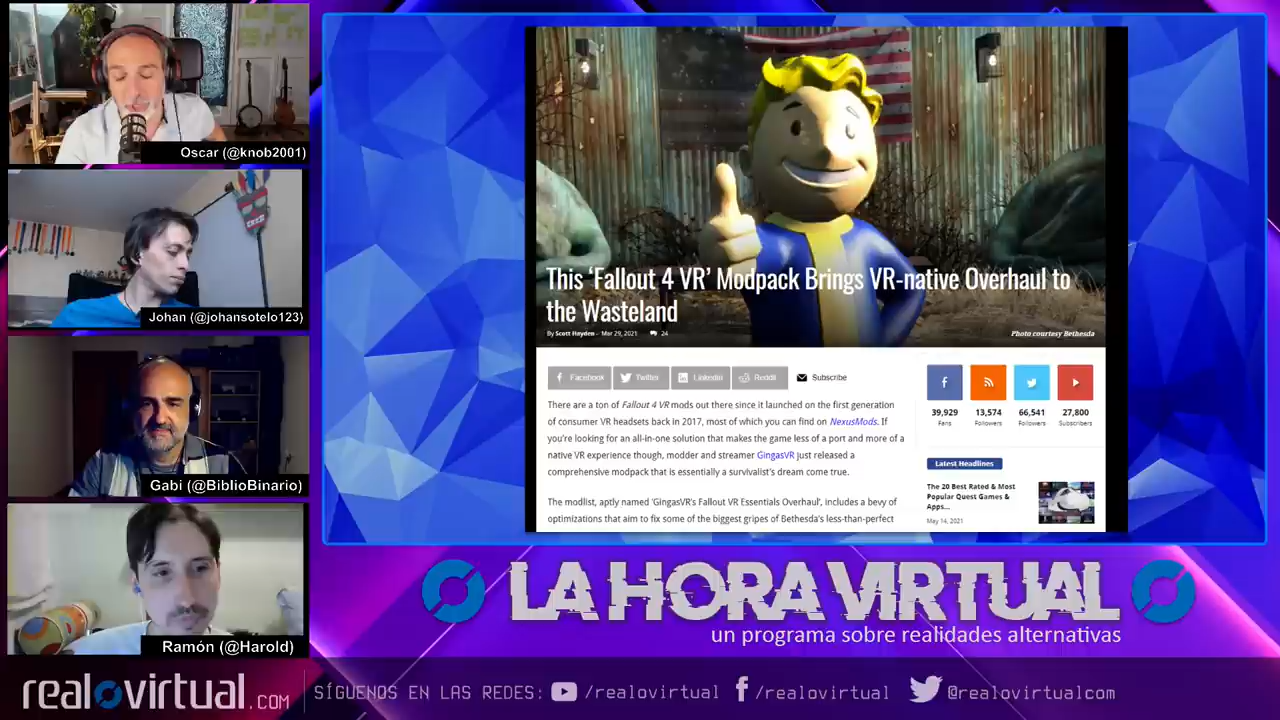 Oscar (@knob2001)
Johan (@johansotelo123)
Gabi (@BiblioBinario)
Ramón (@Harold)
This ‘Fallout 4 VR’ Modpack Brings VR-native Overhaul to
the Wasteland
By Scott Hayden - Mar 29, 2021 24
Photo courtesy Bethesda
Facebook Twitter Linkedin Reddit Subscribe
There are a ton of Fallout 4 VR mods out there since it launched on the first generation
of consumer VR headsets back in 2017, most of which you can find on NexusMods. If
you're looking for an all-in-one solution that makes the game less of a port and more of a
native VR experience though, modder and streamer GingasVR just released a
comprehensive modpack that is essentially a survivalist's dream come true.
The modlist, aptly named 'GingasVR's Fallout VR Essentials Overhaul', includes a bevy of
optimizations that aim to fix some of the biggest gripes of Bethesda's less-than-perfect
39,929 13,574 66,541 27,800
Fans Followers Followers Subscribers
Latest Headlines
The 20 Best Rated & Most
Popular Quest Games &
Apps...
May 14, 2021
LA HORA VIRTUAL
un programa sobre realidades alternativas
realovirtual.com
SÍGUENOS EN LAS REDES: /realovirtual /realovirtual @realovirtualcom